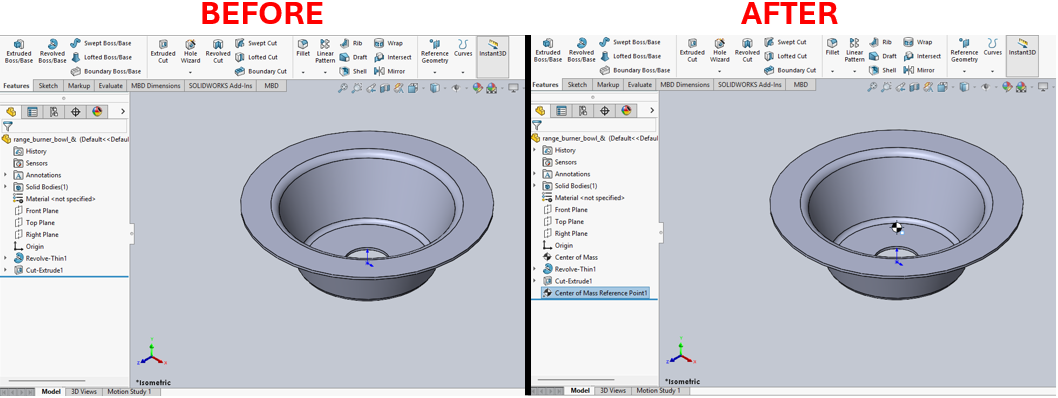 BEFORE
AFTER
Extruded Boss/Base
Revolved Boss/Base
Swept Boss/Base
Lofted Boss/Base
Boundary Boss/Base
Extruded Cut
Hole Wizard
Revolved Cut
Swept Cut
Lofted Cut
Boundary Cut
Fillet
Linear Pattern
Rib
Draft
Shell
Wrap
Intersect
Mirror
Reference Geometry
Curves
Instant3D
Features Sketch Markup Evaluate MBD Dimensions SOLIDWORKS Add-Ins MBD
range_burner_bowl_& (Default<<Defaul
History
Sensors
Annotations
Solid Bodies(1)
Material <not specified>
Front Plane
Top Plane
Right Plane
Origin
Revolve-Thin1
Cut-Extrude1
*Isometric
Model 3D Views Motion Study 1
Extruded Boss/Base
Revolved Boss/Base
Swept Boss/Base
Lofted Boss/Base
Boundary Boss/Base
Extruded Cut
Hole Wizard
Revolved Cut
Swept Cut
Lofted Cut
Boundary Cut
Fillet
Linear Pattern
Rib
Draft
Shell
Wrap
Intersect
Mirror
Reference Geometry
Curves
Instant3D
Features Sketch Markup Evaluate MBD Dimensions SOLIDWORKS Add-Ins MBD
range_burner_bowl_& (Default<<Defaul
History
Sensors
Annotations
Solid Bodies(1)
Material <not specified>
Front Plane
Top Plane
Right Plane
Origin
Center of Mass
Revolve-Thin1
Cut-Extrude1
Center of Mass Reference Point1
*Isometric
Model 3D Views Motion Study 1